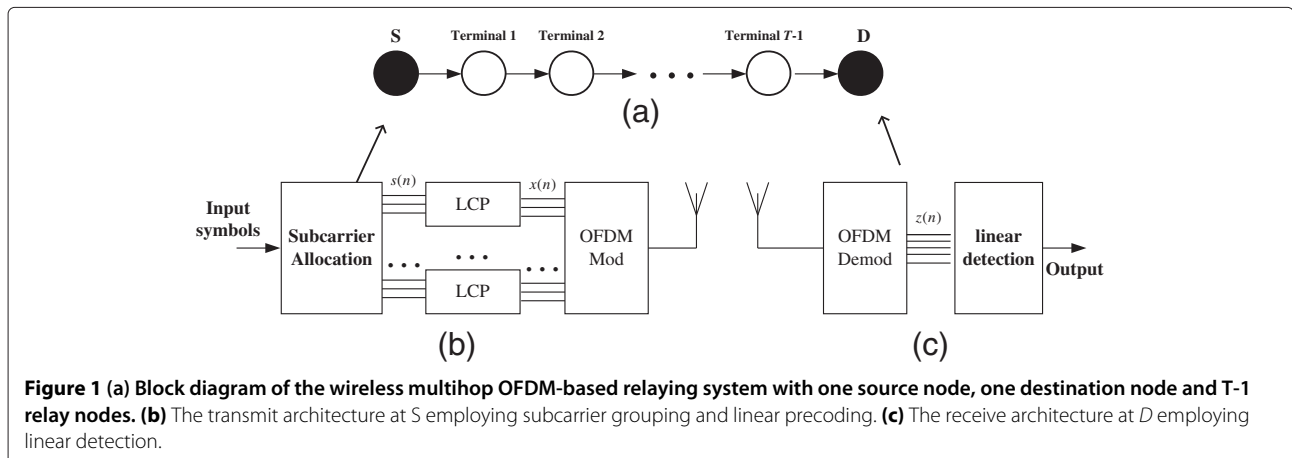 S Terminal 1 Terminal 2 Terminal T-1 D
(a)
s(n) x(n) z(n)
Input symbols
Subcarrier Allocation
LCP
LCP
OFDM Mod
OFDM Demod
linear detection
Output
(b) (c)
Figure 1 (a) Block diagram of the wireless multihop OFDM-based relaying system with one source node, one destination node and T-1
relay nodes. (b) The transmit architecture at S employing subcarrier grouping and linear precoding. (c) The receive architecture at D employing
linear detection.